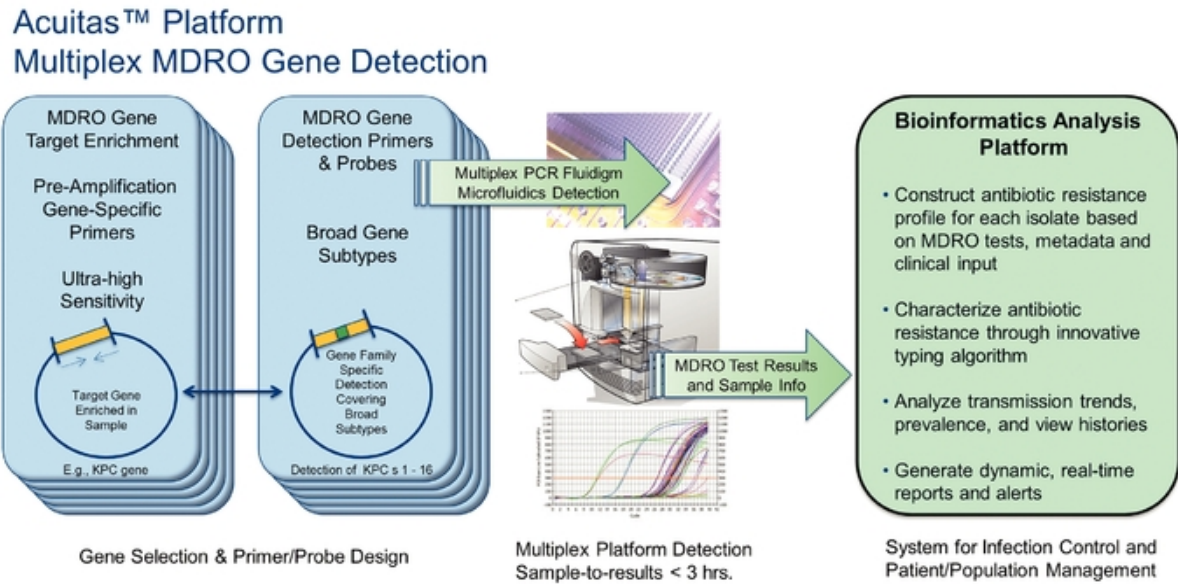 Acuitas™ Platform
Multiplex MDRO Gene Detection
MDRO Gene
Target Enrichment
Pre-Amplification
Gene-Specific
Primers
Ultra-high
Sensitivity
Target Gene
Enriched in
Sample
E.g., KPC gene
MDRO Gene
Detection Primers
& Probes
Broad Gene
Subtypes
Gene Family
Specific
Detection
Covering
Broad
Subtypes
Detection of KPC s 1 - 16
Gene Selection & Primer/Probe Design
Multiplex PCR Fluidigm
Microfluidics Detection
MDRO Test Results
and Sample Info
Multiplex Platform Detection
Sample-to-results < 3 hrs.
Bioinformatics Analysis
Platform
• Construct antibiotic resistance
profile for each isolate based
on MDRO tests, metadata and
clinical input
• Characterize antibiotic
resistance through innovative
typing algorithm
• Analyze transmission trends,
prevalence, and view histories
• Generate dynamic, real-time
reports and alerts
System for Infection Control and
Patient/Population Management